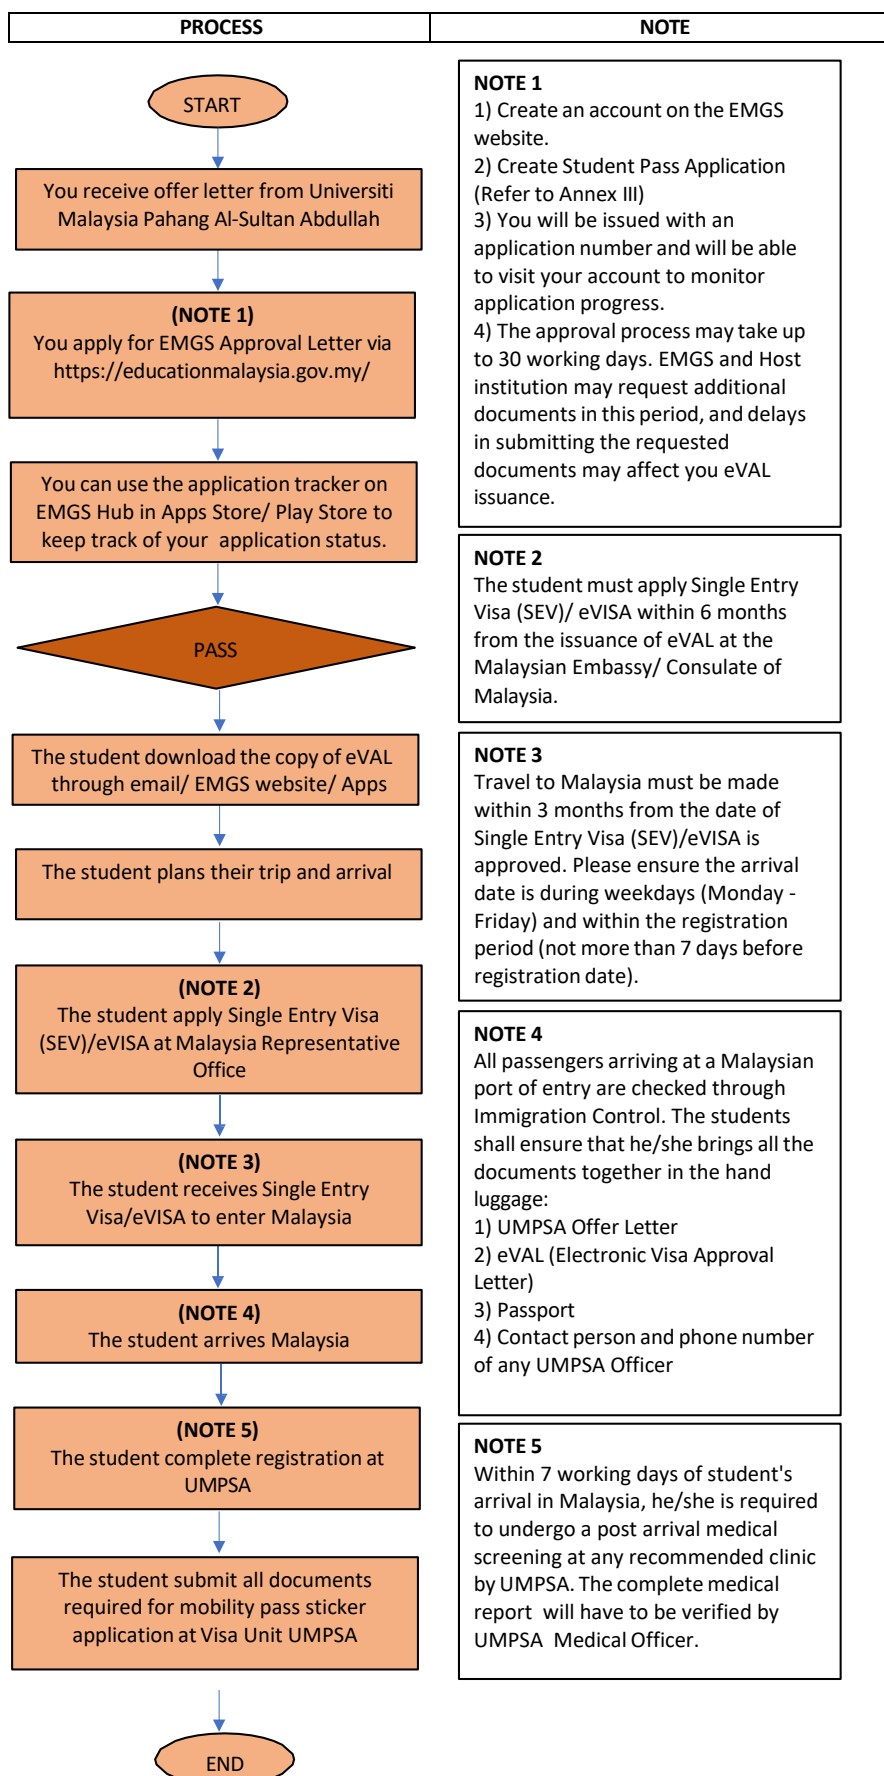 PROCESS
NOTE
START
You receive offer letter from Universiti
Malaysia Pahang Al-Sultan Abdullah
(NOTE 1)
You apply for EMGS Approval Letter via
https://educationmalaysia.gov.my/
You can use the application tracker on
EMGS Hub in Apps Store/ Play Store to
keep track of your application status.
PASS
The student download the copy of eVAL
through email/ EMGS website/ Apps
The student plans their trip and arrival
(NOTE 2)
The student apply Single Entry Visa
(SEV)/eVISA at Malaysia Representative
Office
(NOTE 3)
The student receives Single Entry
Visa/eVISA to enter Malaysia
(NOTE 4)
The student arrives Malaysia
(NOTE 5)
The student complete registration at
UMPSA
The student submit all documents
required for mobility pass sticker
application at Visa Unit UMPSA
END
NOTE 1
1) Create an account on the EMGS
website.
2) Create Student Pass Application
(Refer to Annex III)
3) You will be issued with an
application number and will be able
to visit your account to monitor
application progress.
4) The approval process may take up
to 30 working days. EMGS and Host
institution may request additional
documents in this period, and delays
in submitting the requested
documents may affect you eVAL
issuance.
NOTE 2
The student must apply Single Entry
Visa (SEV)/ eVISA within 6 months
from the issuance of eVAL at the
Malaysian Embassy/ Consulate of
Malaysia.
NOTE 3
Travel to Malaysia must be made
within 3 months from the date of
Single Entry Visa (SEV)/eVISA is
approved. Please ensure the arrival
date is during weekdays (Monday -
Friday) and within the registration
period (not more than 7 days before
registration date).
NOTE 4
All passengers arriving at a Malaysian
port of entry are checked through
Immigration Control. The students
shall ensure that he/she brings all the
documents together in the hand
luggage:
1) UMPSA Offer Letter
2) eVAL (Electronic Visa Approval
Letter)
3) Passport
4) Contact person and phone number
of any UMPSA Officer
NOTE 5
Within 7 working days of student's
arrival in Malaysia, he/she is required
to undergo a post arrival medical
screening at any recommended clinic
by UMPSA. The complete medical
report will have to be verified by
UMPSA Medical Officer.